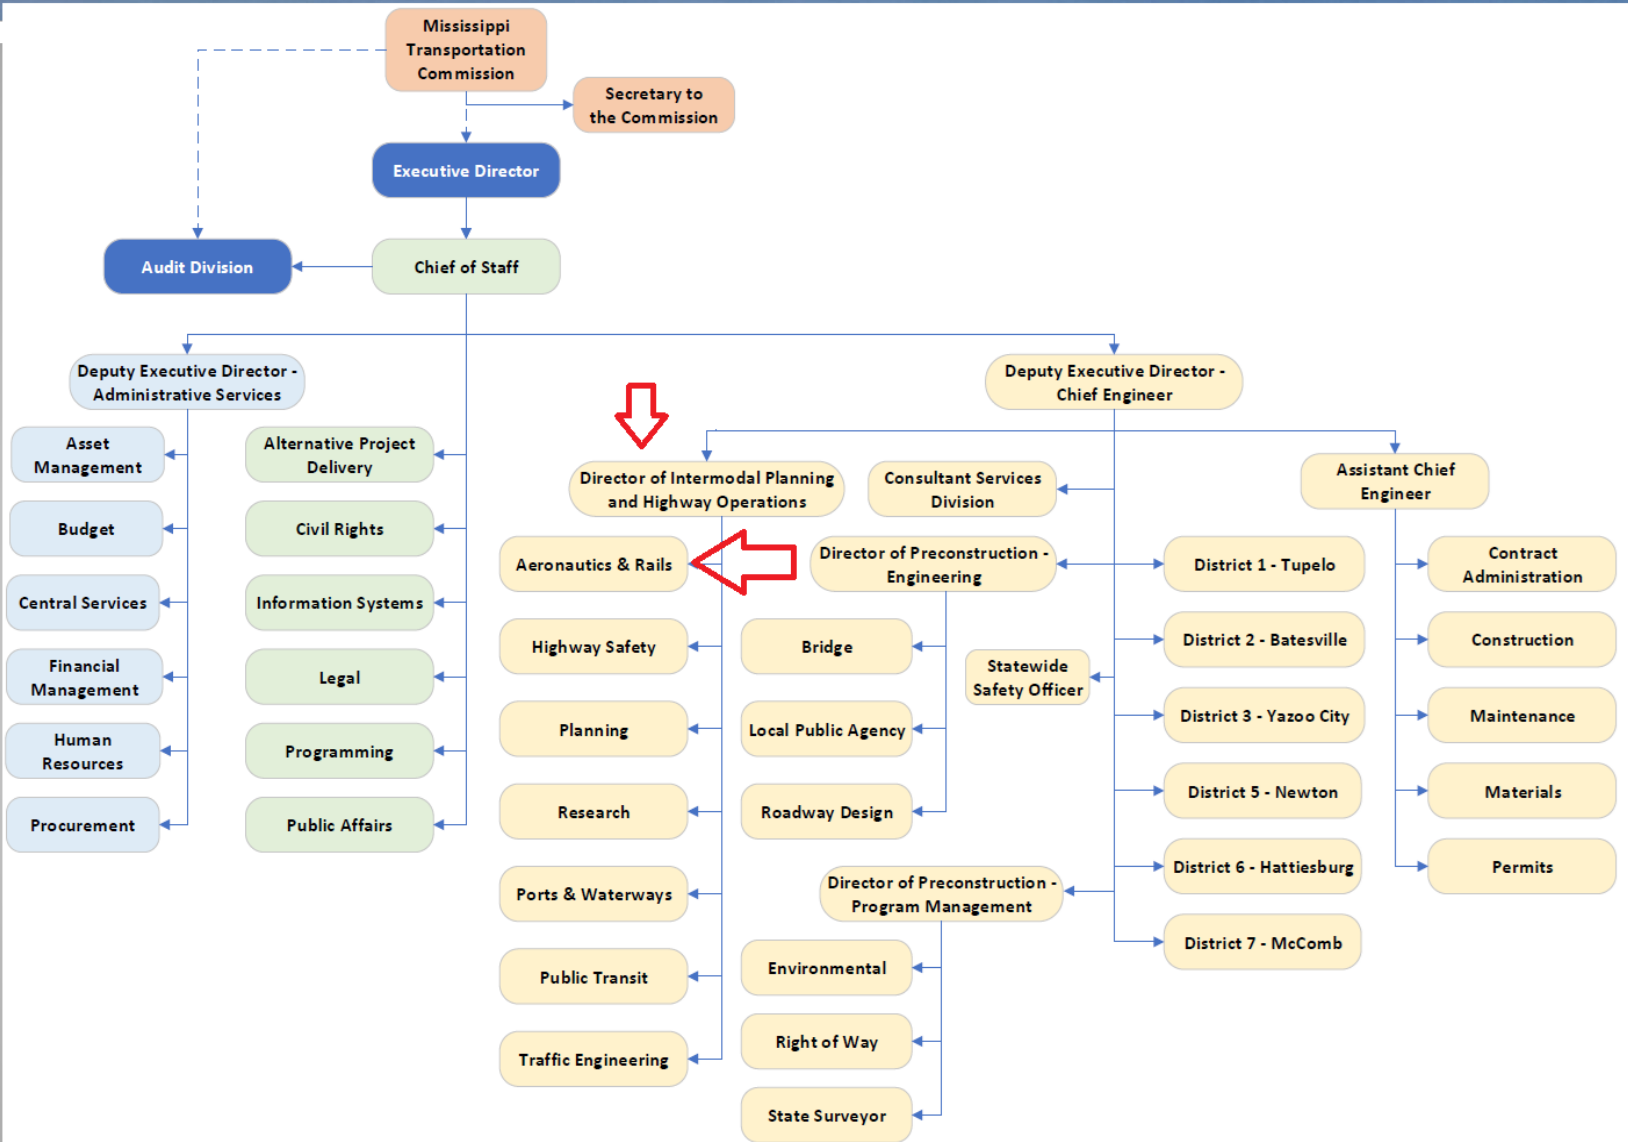 Mississippi
Transportation
Commission
Secretary to
the Commission
Executive Director
Audit Division
Chief of Staff
Deputy Executive Director -
Administrative Services
Asset
Management
Budget
Central Services
Financial
Management
Human
Resources
Procurement
Alternative Project
Delivery
Civil Rights
Information Systems
Legal
Programming
Public Affairs
Deputy Executive Director -
Chief Engineer
Director of Intermodal Planning
and Highway Operations
Aeronautics & Rails
Highway Safety
Planning
Research
Ports & Waterways
Public Transit
Traffic Engineering
Consultant Services
Division
Director of Preconstruction -
Engineering
Bridge
Local Public Agency
Roadway Design
Statewide
Safety Officer
Director of Preconstruction -
Program Management
Environmental
Right of Way
State Surveyor
District 1 - Tupelo
District 2 - Batesville
District 3 - Yazoo City
District 5 - Newton
District 6 - Hattiesburg
District 7 - McComb
Assistant Chief
Engineer
Contract
Administration
Construction
Maintenance
Materials
Permits